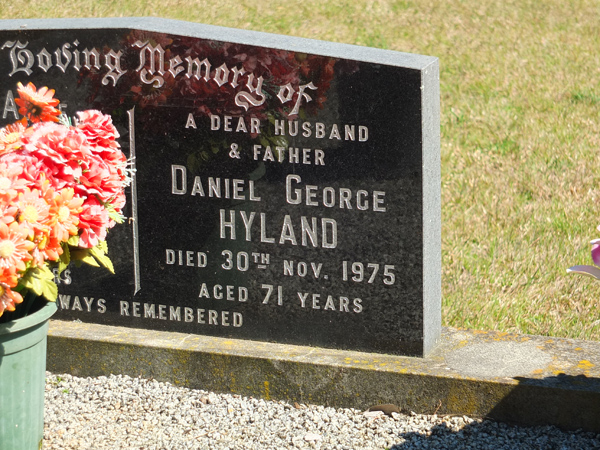 Loving Memory of
A DEAR HUSBAND
& FATHER
DANIEL GEORGE
HYLAND
DIED 30TH NOV. 1975
AGED 71 YEARS
WAYS REMEMBERED